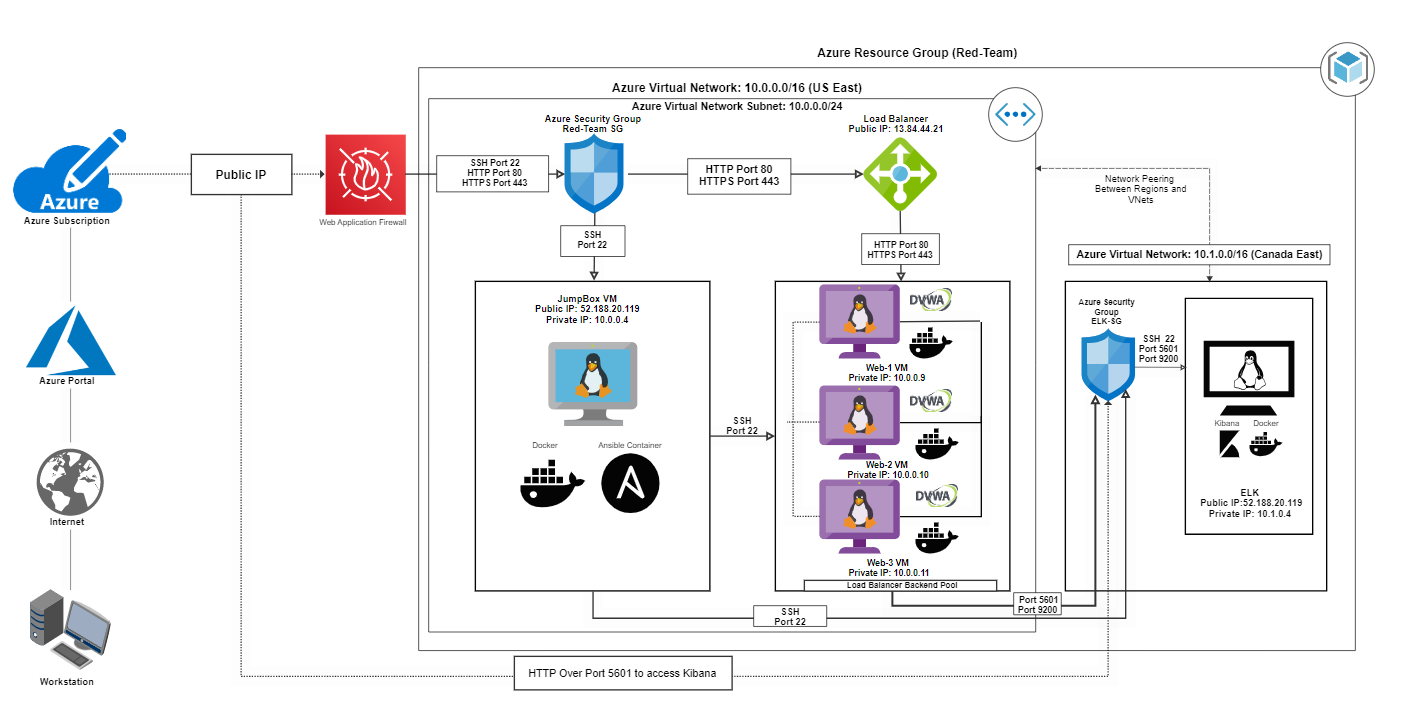 Azure Resource Group (Red-Team)
Azure Virtual Network: 10.0.0.0/16 (US East)
Azure Virtual Network Subnet: 10.0.0.0/24
Azure
Azure Subscription
Azure Portal
Internet
Workstation
Public IP
Web Application Firewall
SSH Port 22
HTTP Port 80
HTTPS Port 443
Azure Security Group
Red-Team SG
HTTP Port 80
HTTPS Port 443
Load Balancer
Public IP: 13.84.44.21
SSH
Port 22
HTTP Port 80
HTTPS Port 443
Network Peering
Between Regions and
VNets
Azure Virtual Network: 10.1.0.0/16 (Canada East)
JumpBox VM
Public IP: 52.188.20.119
Private IP: 10.0.0.4
Docker
Ansible Container
SSH
Port 22
DVWA
Web-1 VM
Private IP: 10.0.0.9
DVWA
Web-2 VM
Private IP: 10.0.0.10
DVWA
Web-3 VM
Private IP: 10.0.0.11
Load Balancer Backend Pool
Azure Security
Group
ELK-SG
SSH 22
Port 5601
Port 9200
Kibana
Docker
ELK
Public IP:52.188.20.119
Private IP: 10.1.0.4
Port 5601
Port 9200
SSH
Port 22
HTTP Over Port 5601 to access Kibana